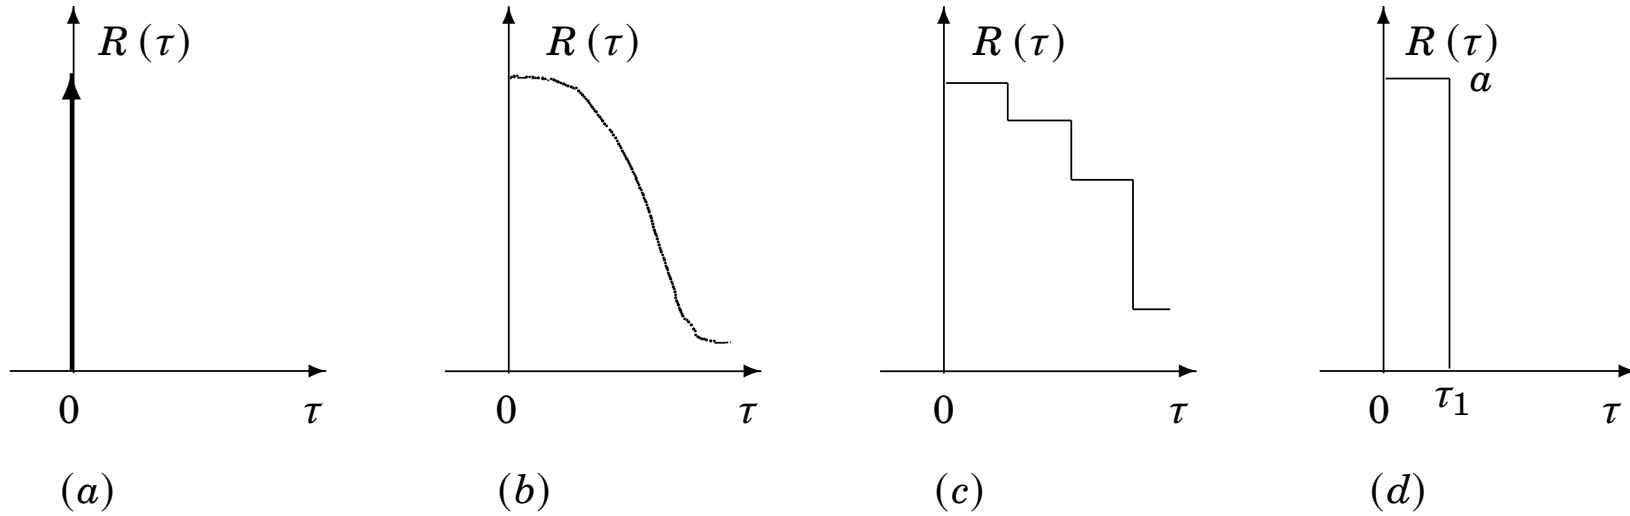 R (τ) R (τ) R (τ) R (τ)
a
0 τ 0 τ 0 τ 0 τ₁ τ
(a) (b) (c) (d)